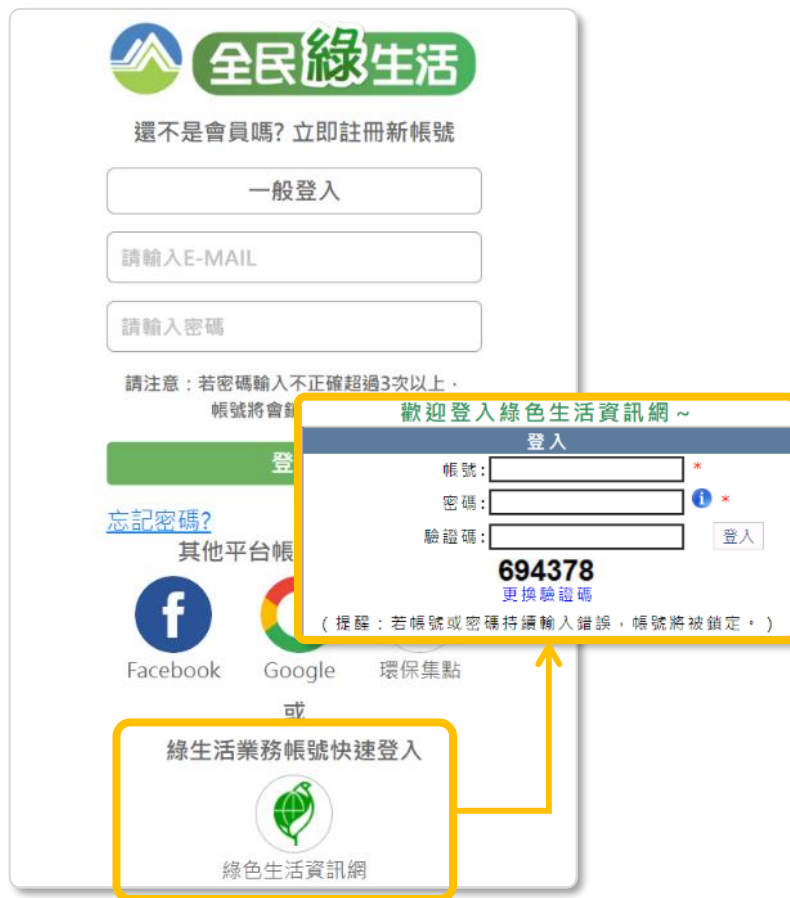 全民綠生活
還不是會員嗎? 立即註冊新帳號
一般登入
請輸入E-MAIL
請輸入密碼
請注意：若密碼輸入不正確超過3次以上，
帳號將會
登
忘記密碼?
其他平台帳
Facebook
Google
環保集點
或
綠生活業務帳號快速登入
綠色生活資訊網
歡迎登入綠色生活資訊網~
登入
帳號:
*
密碼:
*
驗證碼:
登入
694378
更換驗證碼
(提醒：若帳號或密碼持續輸入錯誤，帳號將被鎖定。)